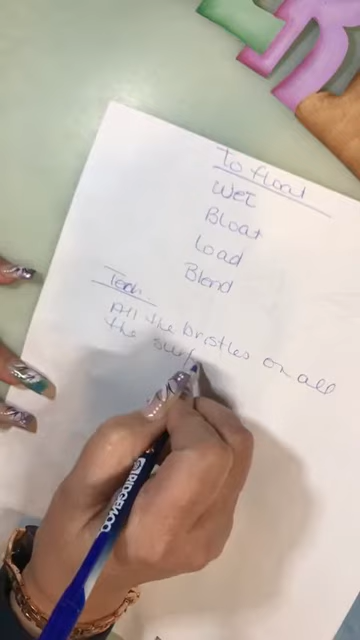 To float
Wet
Bloat
Load
Blend
Tech.
All the bristles on all
the surf